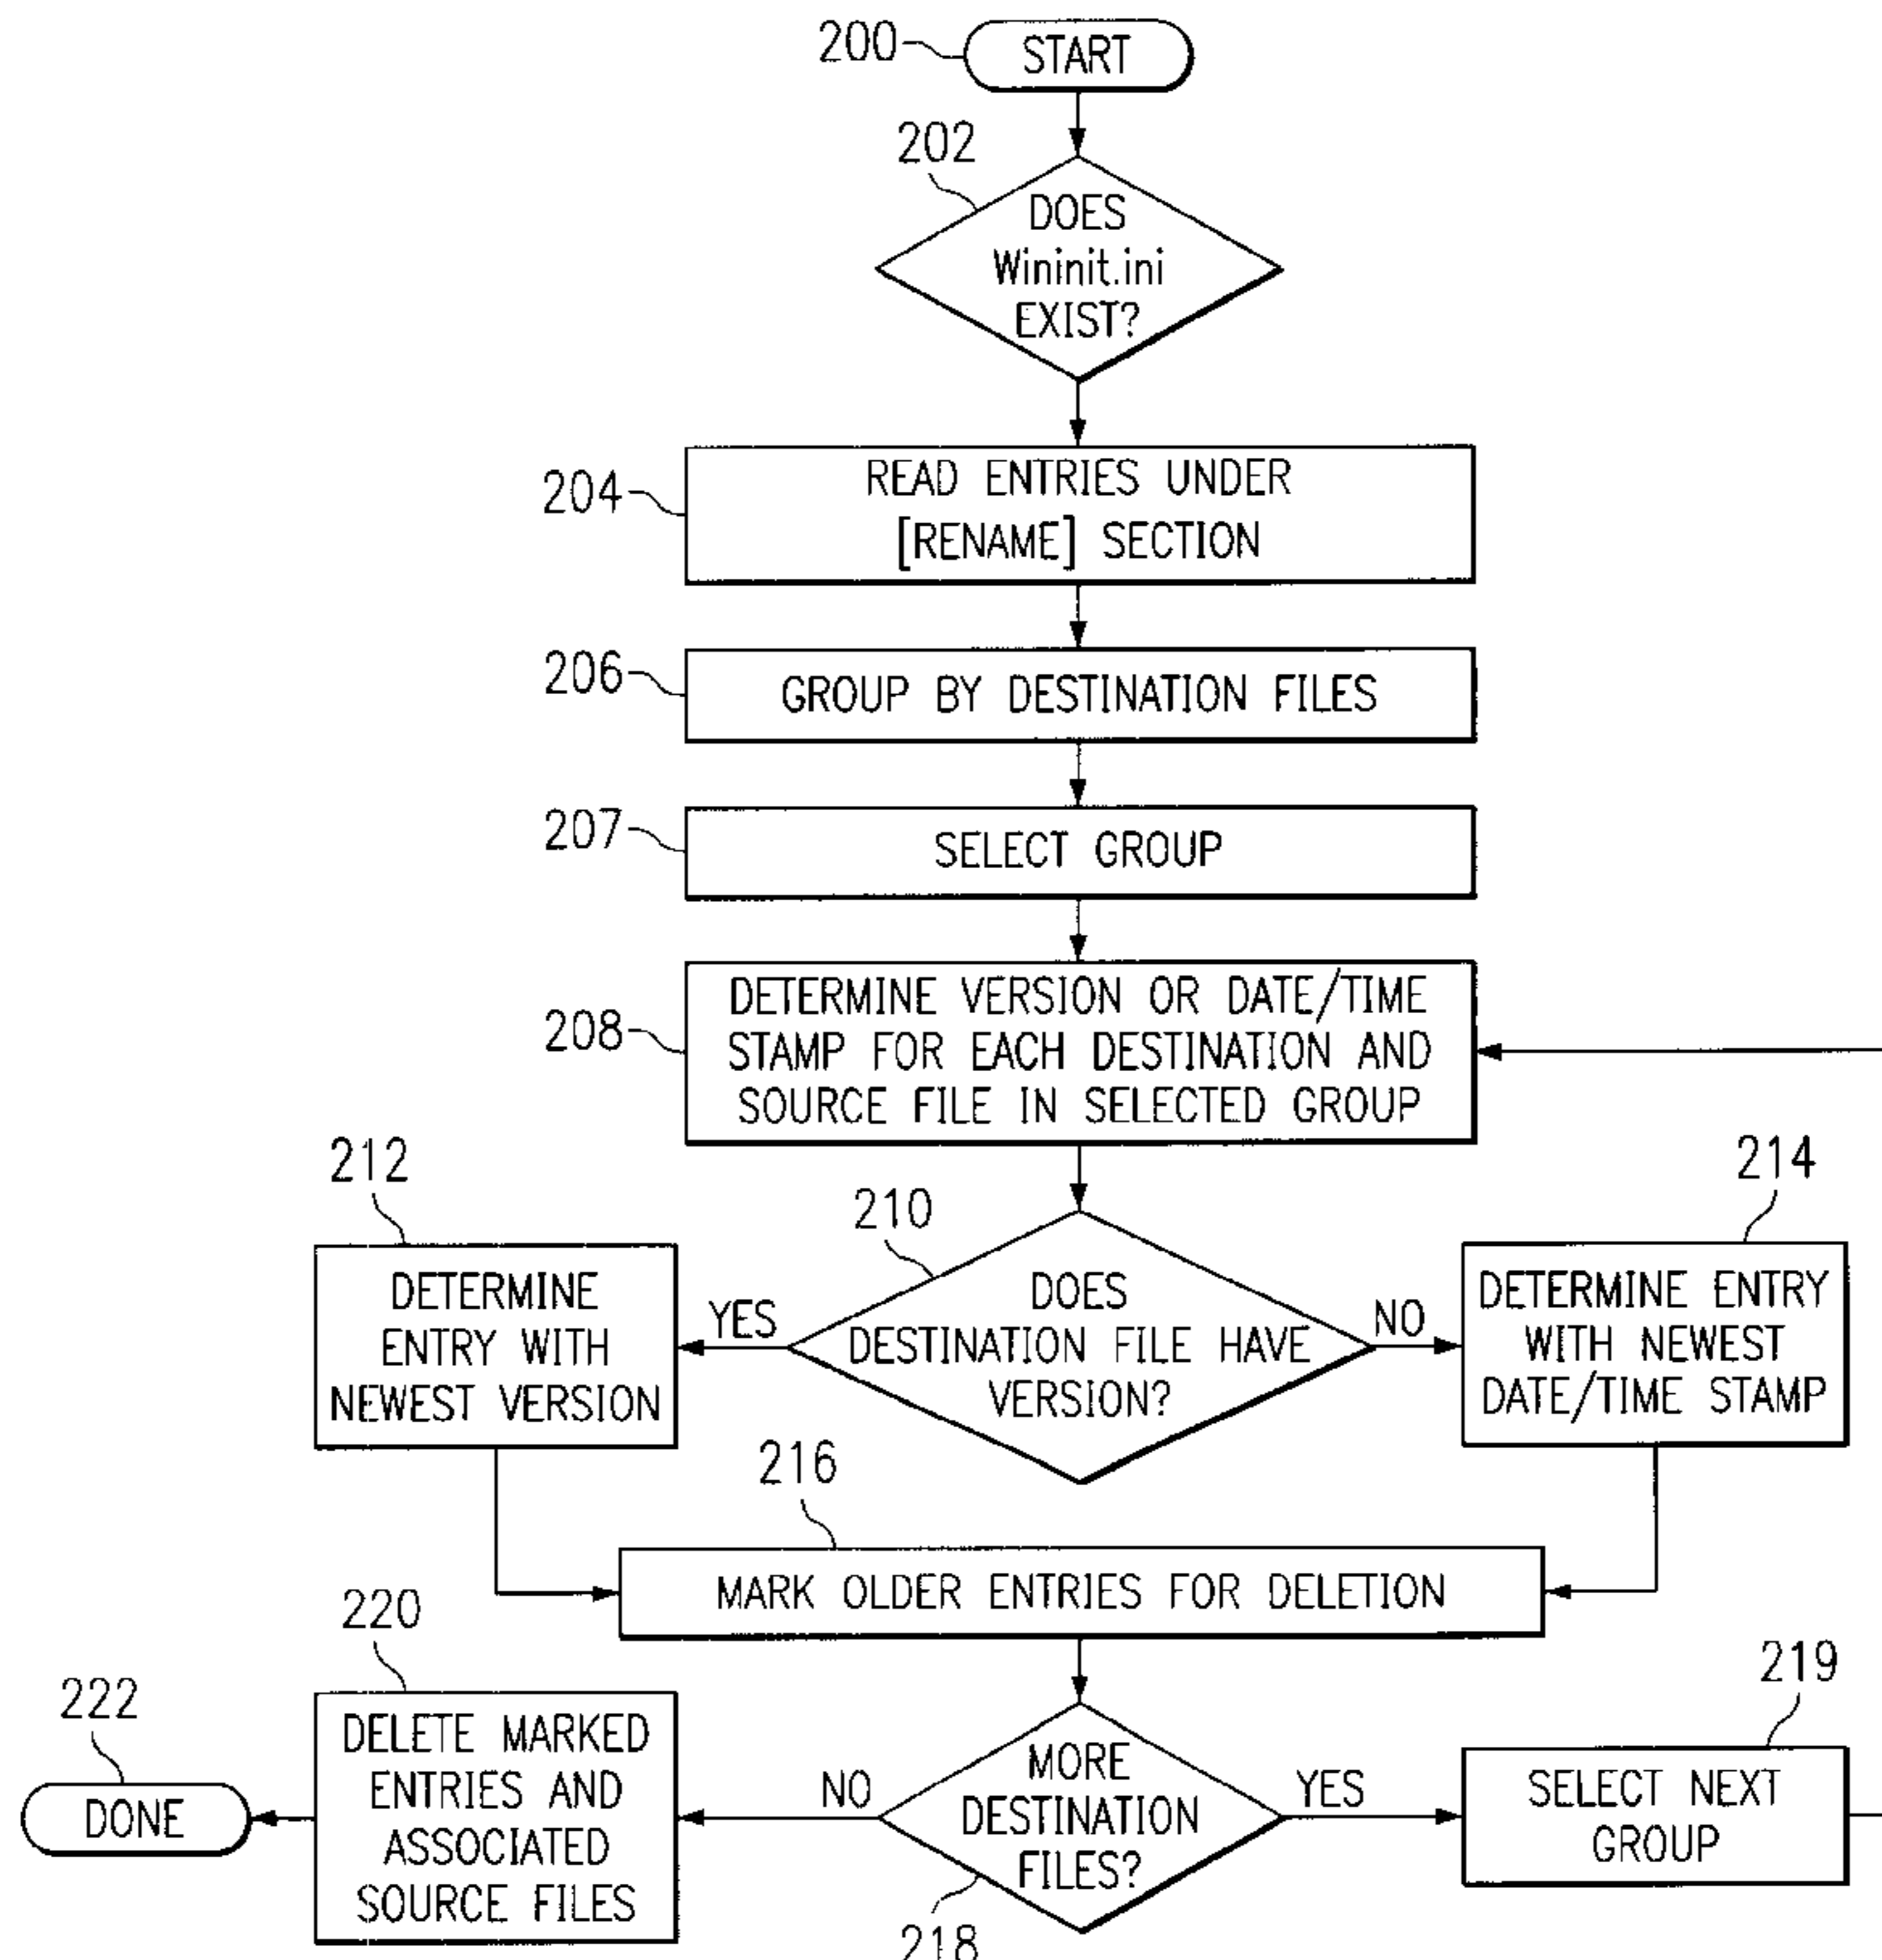 200
START
202
DOES
Wininit.ini
EXIST?
204
READ ENTRIES UNDER
[RENAME] SECTION
206
GROUP BY DESTINATION FILES
207
SELECT GROUP
208
DETERMINE VERSION OR DATE/TIME
STAMP FOR EACH DESTINATION AND
SOURCE FILE IN SELECTED GROUP
212
DETERMINE
ENTRY WITH
NEWEST VERSION
YES
210
DOES
DESTINATION FILE HAVE
VERSION?
NO
214
DETERMINE ENTRY
WITH NEWEST
DATE/TIME STAMP
216
MARK OLDER ENTRIES FOR DELETION
222
DONE
220
DELETE MARKED
ENTRIES AND
ASSOCIATED
SOURCE FILES
NO
MORE
DESTINATION
FILES?
218
YES
219
SELECT NEXT
GROUP